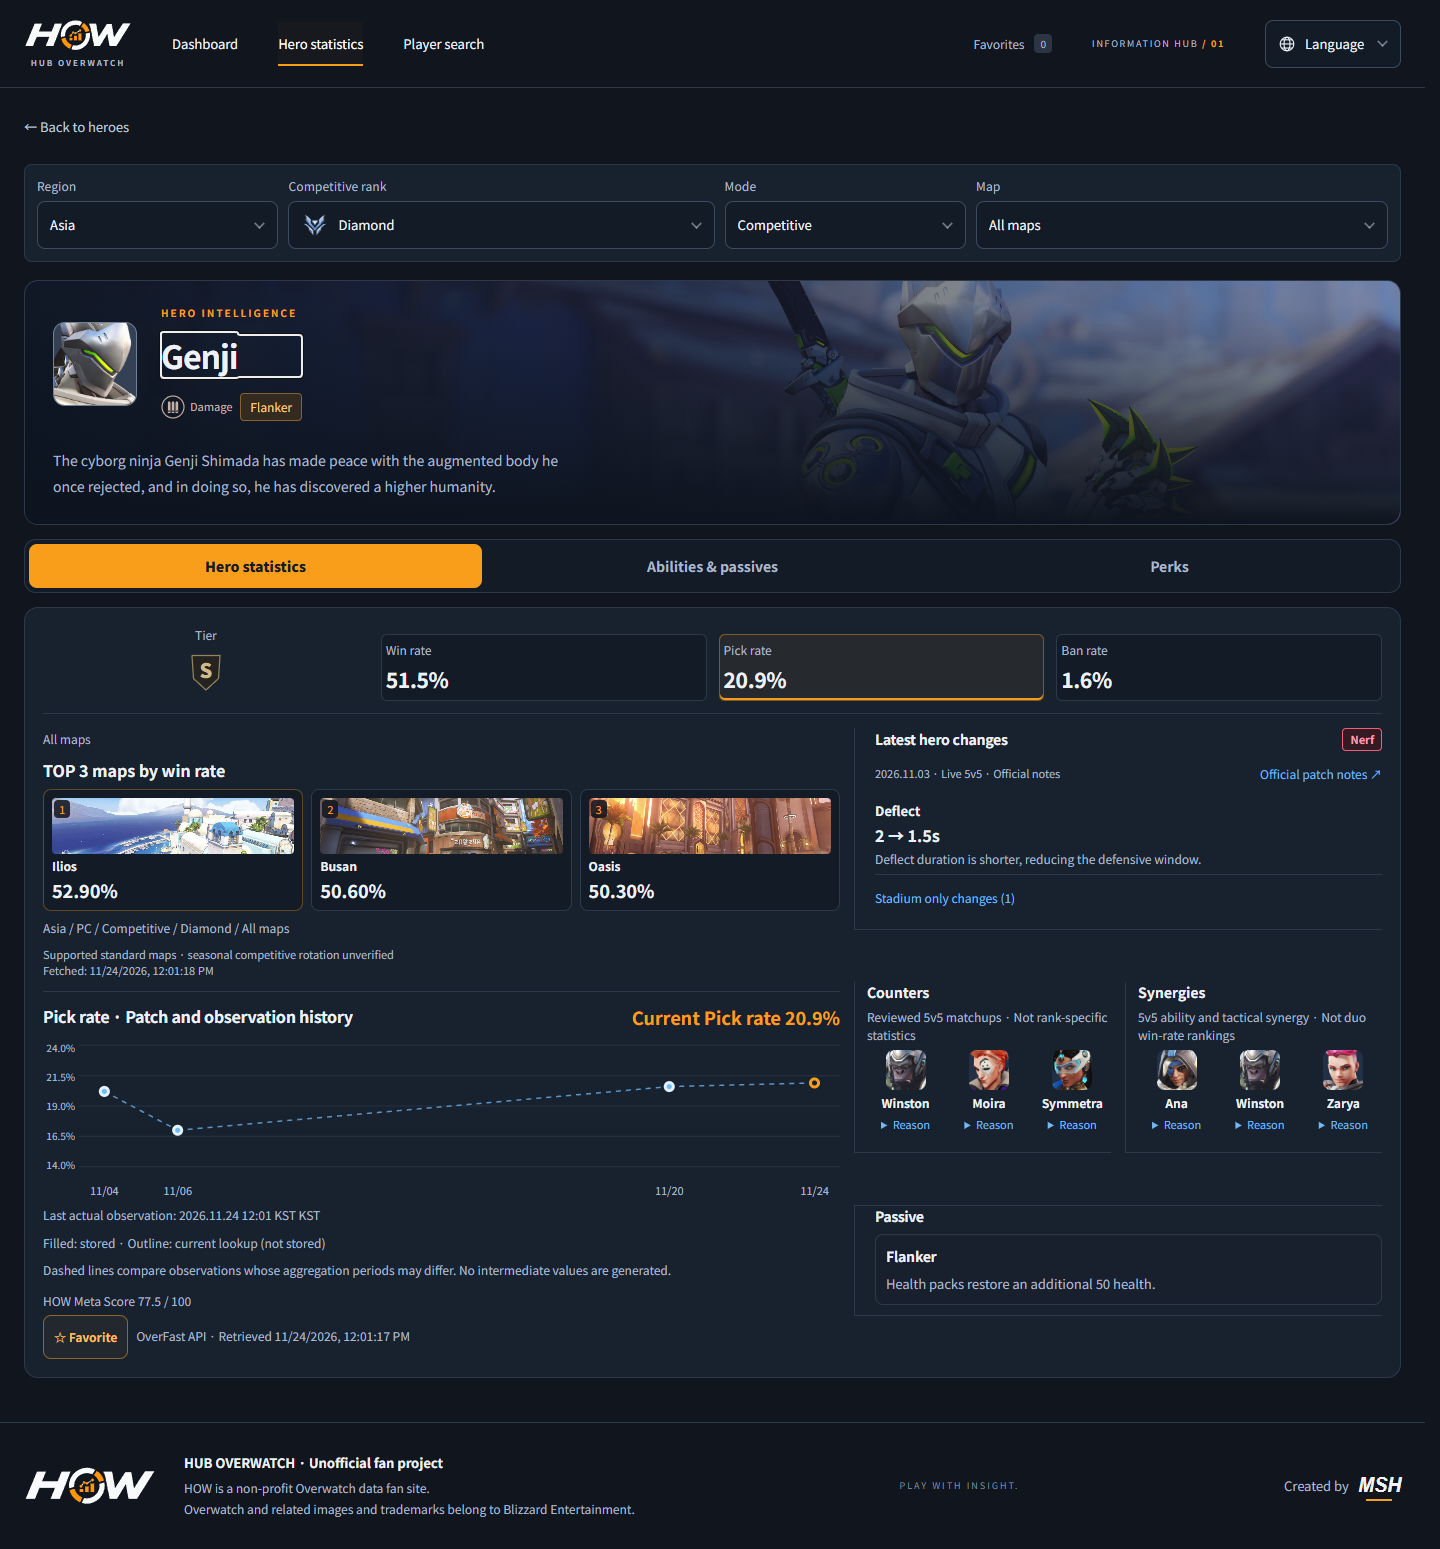 HOW
HUB OVERWATCH
Dashboard
Hero statistics
Player search
Favorites 0
INFORMATION HUB / 01
Language
← Back to heroes
Region
Competitive rank
Mode
Map
Asia
Diamond
Competitive
All maps
HERO INTELLIGENCE
Genji
Damage
Flanker
The cyborg ninja Genji Shimada has made peace with the augmented body he
once rejected, and in doing so, he has discovered a higher humanity.
Hero statistics
Abilities & passives
Perks
Tier
S
Win rate
51.5%
Pick rate
20.9%
Ban rate
1.6%
All maps
TOP 3 maps by win rate
1
Ilios
52.90%
2
Busan
50.60%
3
Oasis
50.30%
Asia / PC / Competitive / Diamond / All maps
Supported standard maps · seasonal competitive rotation unverified
Fetched: 11/24/2026, 12:01:18 PM
Latest hero changes
Nerf
2026.11.03 · Live 5v5 · Official notes
Official patch notes ↗
Deflect
2 → 1.5s
Deflect duration is shorter, reducing the defensive window.
Stadium only changes (1)
Pick rate · Patch and observation history
Current Pick rate 20.9%
24.0%
21.5%
19.0%
16.5%
14.0%
11/04
11/06
11/20
11/24
Last actual observation: 2026.11.24 12:01 KST KST
Filled: stored · Outline: current lookup (not stored)
Dashed lines compare observations whose aggregation periods may differ. No intermediate values are generated.
HOW Meta Score 77.5 / 100
☆ Favorite
OverFast API · Retrieved 11/24/2026, 12:01:17 PM
Counters
Reviewed 5v5 matchups · Not rank-specific
statistics
Winston
Moira
Symmetra
▶ Reason
▶ Reason
▶ Reason
Synergies
5v5 ability and tactical synergy · Not duo
win-rate rankings
Ana
Winston
Zarya
▶ Reason
▶ Reason
▶ Reason
Passive
Flanker
Health packs restore an additional 50 health.
HOW
HUB OVERWATCH · Unofficial fan project
HOW is a non-profit Overwatch data fan site.
Overwatch and related images and trademarks belong to Blizzard Entertainment.
PLAY WITH INSIGHT.
Created by MSH